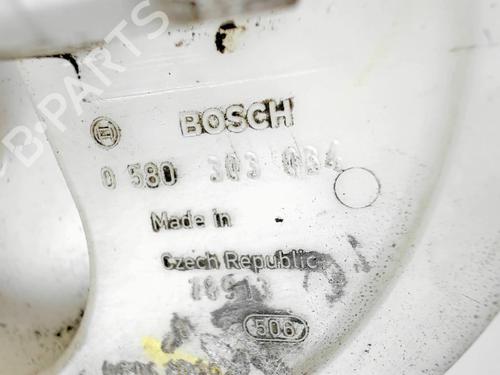 B-PARTS
BOSCH
0 580 303 034
Made in
Czech Republic
506